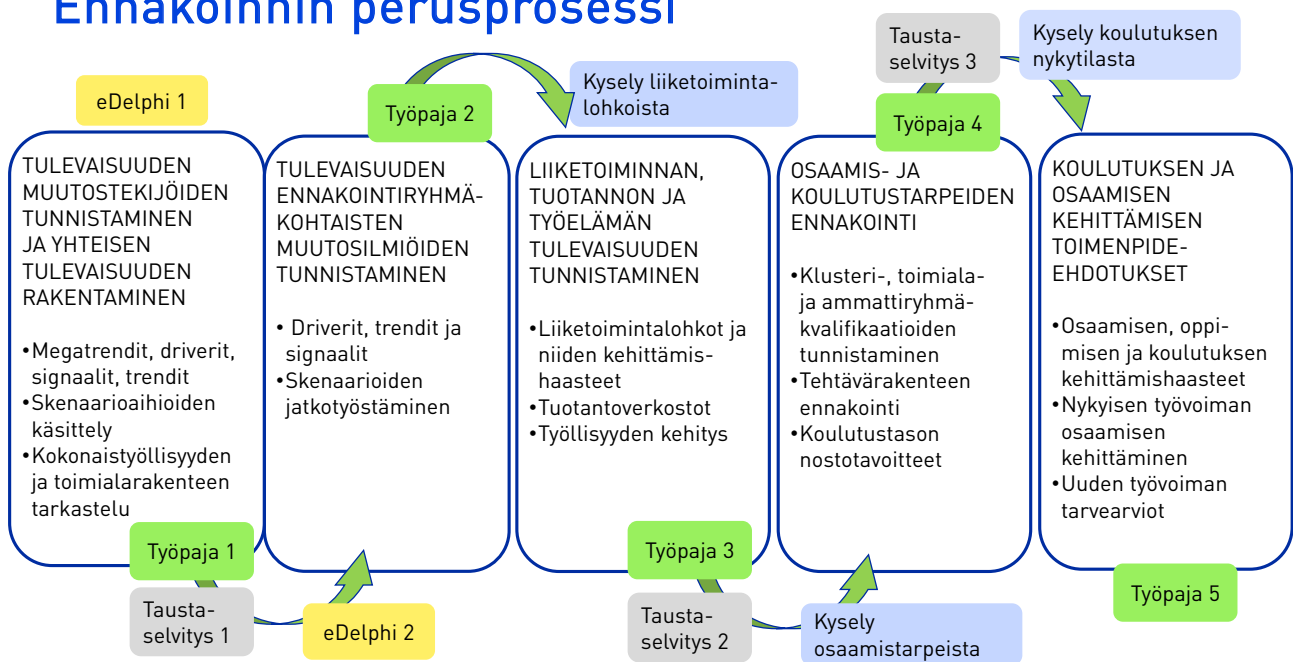 Ennakoinnin perusprosessi
eDelphi 1
TULEVAISUUDEN
MUUTOSTEKIJÖIDEN
TUNNISTAMINEN
JA YHTEISEN
TULEVAISUUDEN
RAKENTAMINEN
•Megatrendit, driverit,
signaalit, trendit
•Skenaarioaihioiden
käsittely
•Kokonaistyöllisyyden
ja toimialarakenteen
tarkastelu
Työpaja 1
Tausta-
selvitys 1
eDelphi 2
Työpaja 2
TULEVAISUUDEN
ENNAKOINTIRYHMÄ-
KOHTAISTEN
MUUTOSILMIÖIDEN
TUNNISTAMINEN
• Driverit, trendit ja
signaalit
•Skenaarioiden
jatkotyöstäminen
Kysely liiketoiminta-
lohkoista
LIIKETOIMINNAN,
TUOTANNON JA
TYÖELÄMÄN
TULEVAISUUDEN
TUNNISTAMINEN
•Liiketoimintalohkot ja
niiden kehittämis-
haasteet
•Tuotantoverkostot
•Työllisyyden kehitys
Työpaja 3
Tausta-
selvitys 2
Kysely
osaamistarpeista
Tausta-
selvitys 3
Työpaja 4
OSAAMIS- JA
KOULUTUSTARPEIDEN
ENNAKOINTI
•Klusteri-, toimiala-
ja ammattiryhmä-
kvalifikaatioiden
tunnistaminen
•Tehtävärakenteen
ennakointi
•Koulutustason
nostotavoitteet
Kysely koulutuksen
nykytilasta
KOULUTUKSEN JA
OSAAMISEN
KEHITTÄMISEN
TOIMENPIDE-
EHDOTUKSET
•Osaamisen, oppi-
misen ja koulutuksen
kehittämishaasteet
•Nykyisen työvoiman
osaamisen
kehittäminen
•Uuden työvoiman
tarvearviot
Työpaja 5